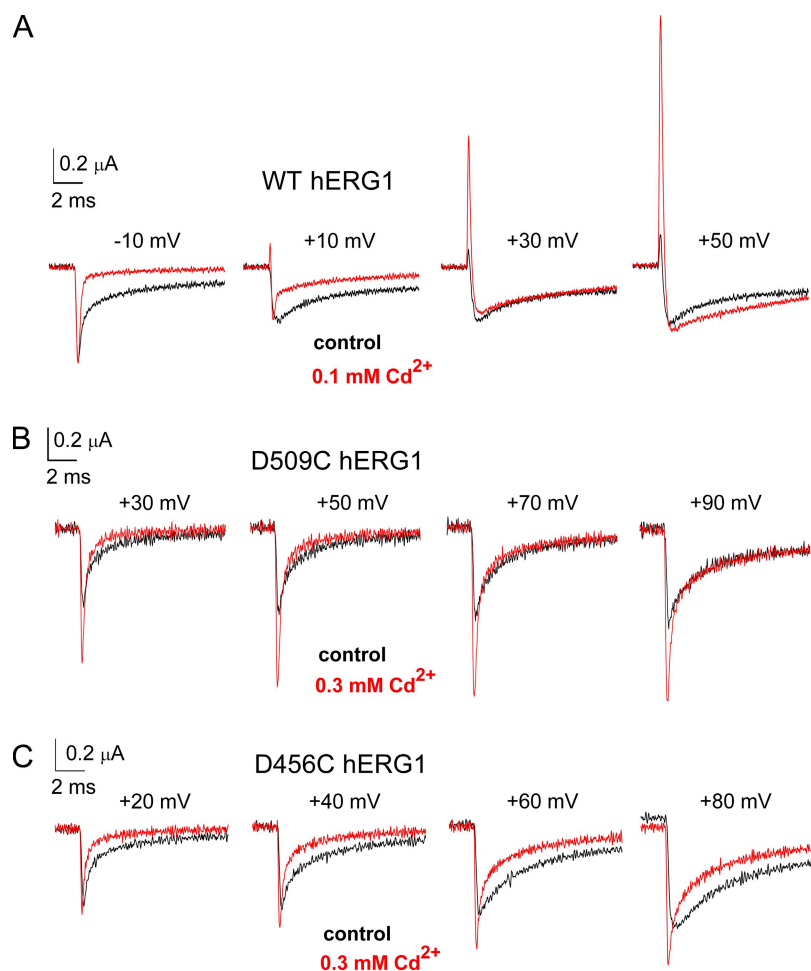 A
0.2 μA
2 ms
WT hERG1
-10 mV
+10 mV
+30 mV
+50 mV
control
0.1 mM Cd2+
B
0.2 μA
2 ms
D509C hERG1
+30 mV
+50 mV
+70 mV
+90 mV
control
0.3 mM Cd2+
C
0.2 μA
2 ms
D456C hERG1
+20 mV
+40 mV
+60 mV
+80 mV
control
0.3 mM Cd2+